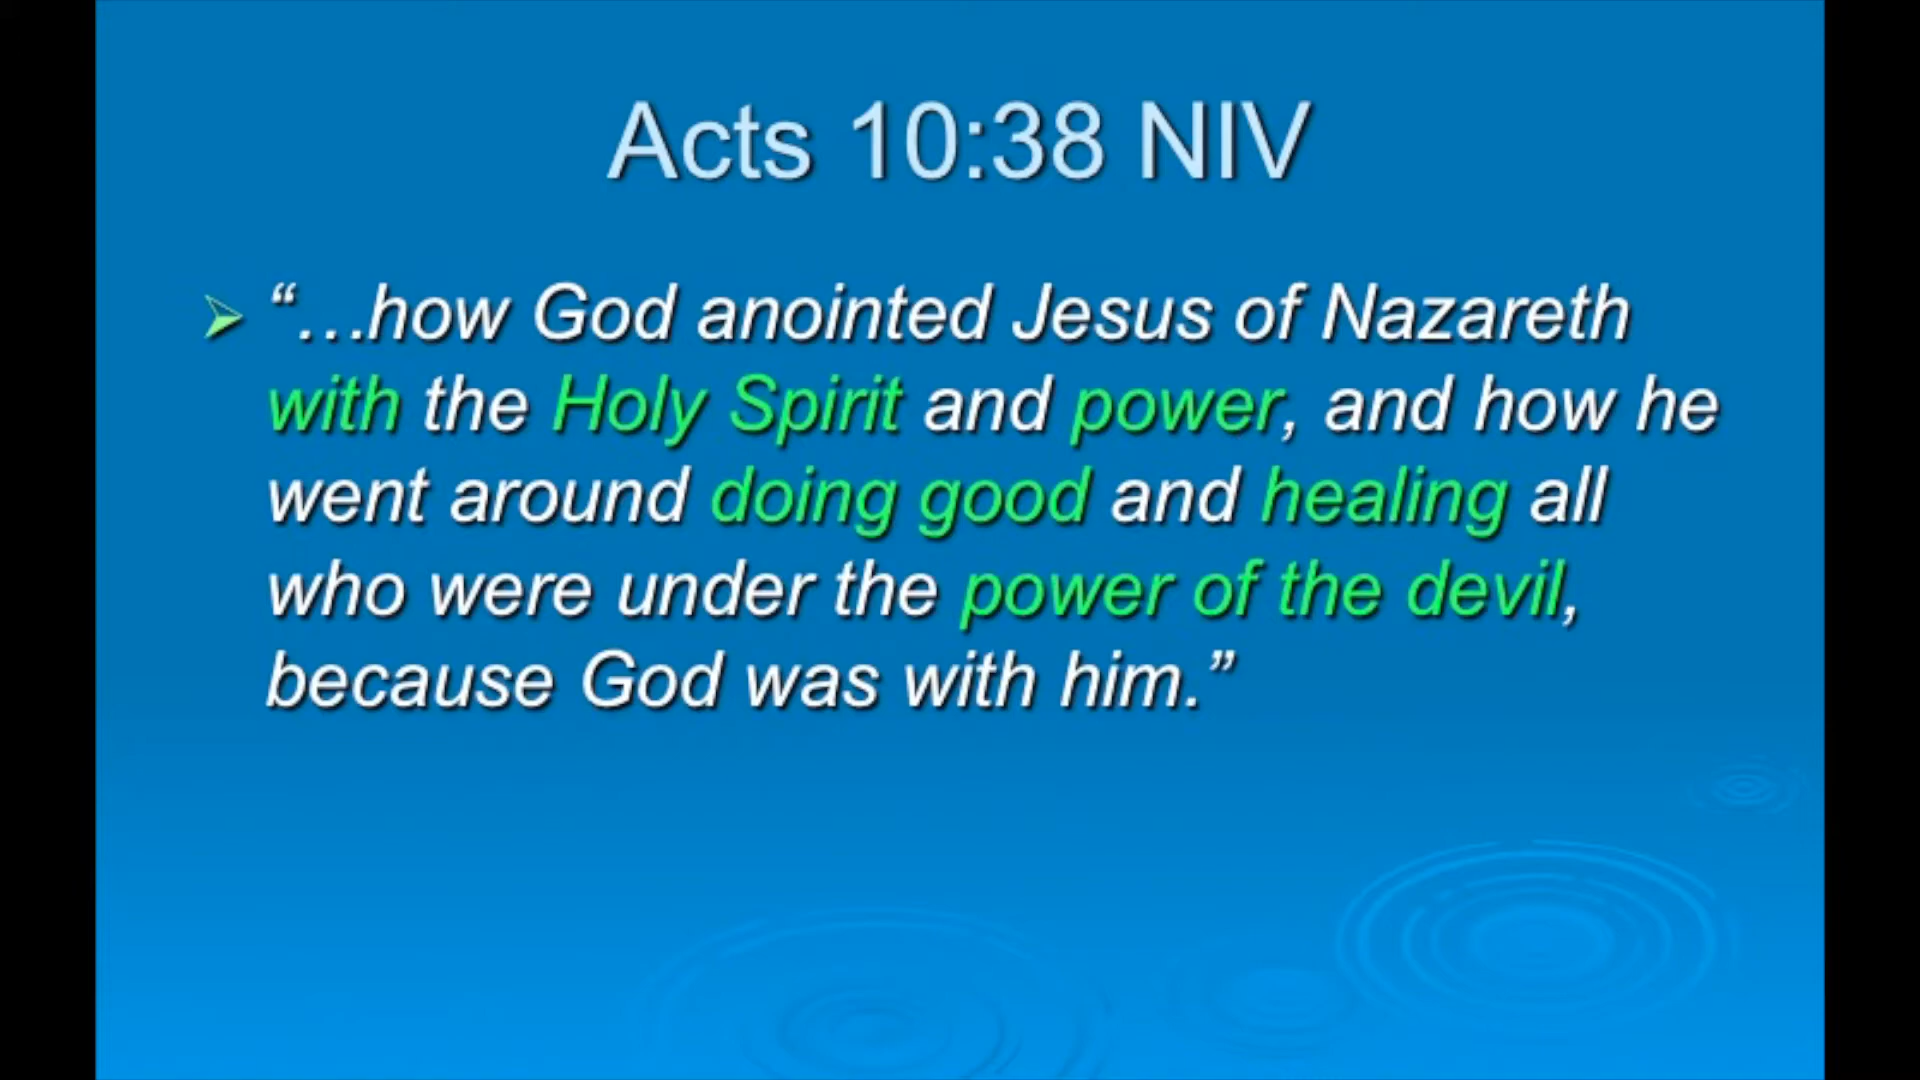 Acts 10:38 NIV
“…how God anointed Jesus of Nazareth
with the Holy Spirit and power, and how he
went around doing good and healing all
who were under the power of the devil,
because God was with him.”